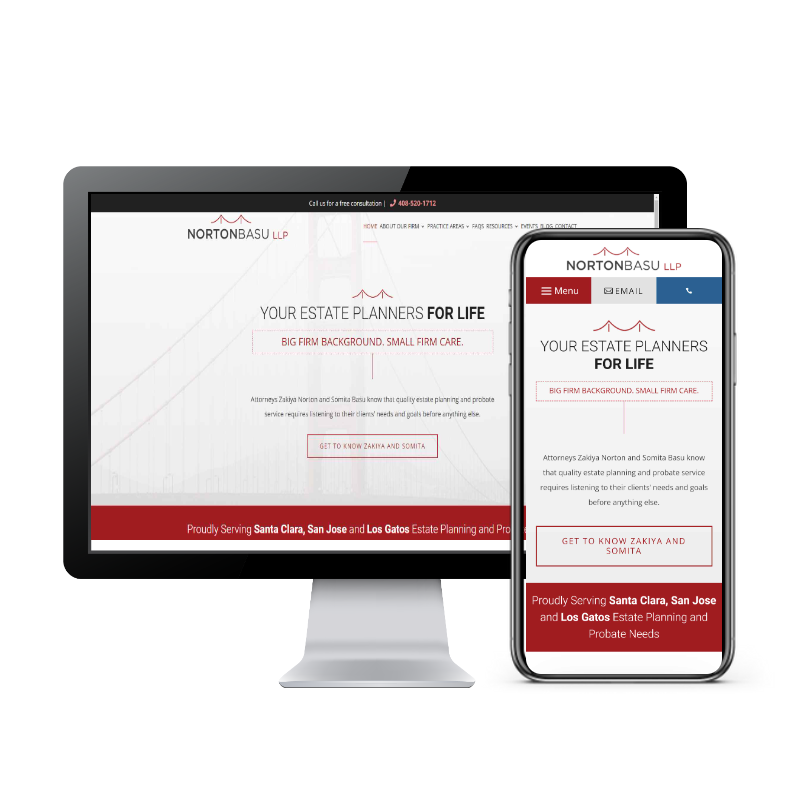 Call us for a free consultation | 408-520-1712
NORTONBASU LLP
HOME ABOUT OUR FIRM PRACTICE AREAS FAQS RESOURCES EVENTS BLOG CONTACT
YOUR ESTATE PLANNERS FOR LIFE
BIG FIRM BACKGROUND. SMALL FIRM CARE.
Attorneys Zakiya Norton and Somita Basu know that quality estate planning and probate
service requires listening to their clients' needs and goals before anything else.
GET TO KNOW ZAKIYA AND SOMITA
Proudly Serving Santa Clara, San Jose and Los Gatos Estate Planning and Pro
NORTONBASU LLP
Menu
EMAIL
YOUR ESTATE PLANNERS
FOR LIFE
BIG FIRM BACKGROUND. SMALL FIRM CARE.
Attorneys Zakiya Norton and Somita Basu know
that quality estate planning and probate service
requires listening to their clients' needs and goals
before anything else.
GET TO KNOW ZAKIYA AND
SOMITA
Proudly Serving Santa Clara, San Jose
and Los Gatos Estate Planning and
Probate Needs